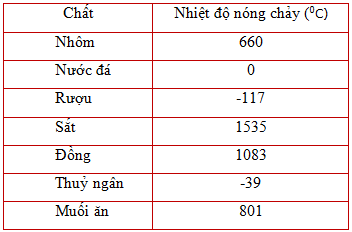 Chất Nhiệt độ nóng chảy (⁰C)
Nhôm 660
Nước đá 0
Rượu -117
Sất 1535
Đồng 1083
Thuỷ ngân -39
Muối ăn 801